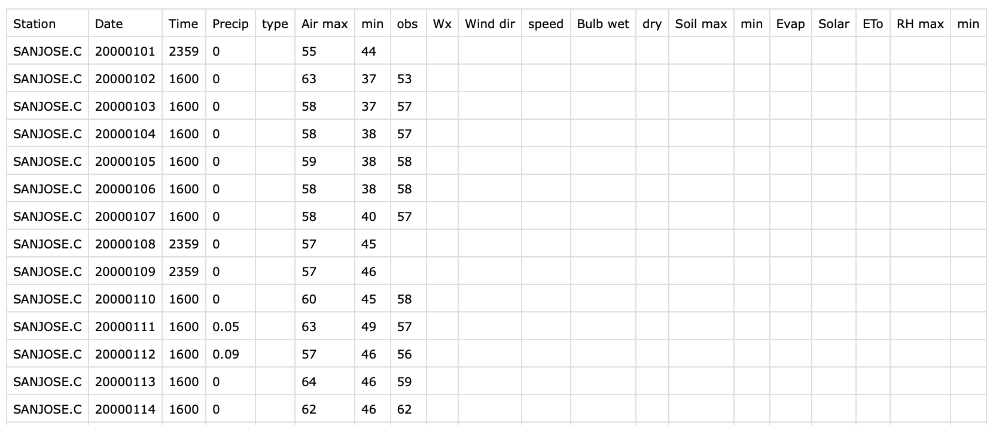 Station Date Time Precip type Air max min obs Wx Wind dir speed Bulb wet dry Soil max min Evap Solar ETo RH max min
SANJOSE.C 20000101 2359 0 55 44
SANJOSE.C 20000102 1600 0 63 37 53
SANJOSE.C 20000103 1600 0 58 37 57
SANJOSE.C 20000104 1600 0 58 38 57
SANJOSE.C 20000105 1600 0 59 38 58
SANJOSE.C 20000106 1600 0 58 38 58
SANJOSE.C 20000107 1600 0 58 40 57
SANJOSE.C 20000108 2359 0 57 45
SANJOSE.C 20000109 2359 0 57 46
SANJOSE.C 20000110 1600 0 60 45 58
SANJOSE.C 20000111 1600 0.05 63 49 57
SANJOSE.C 20000112 1600 0.09 57 46 56
SANJOSE.C 20000113 1600 0 64 46 59
SANJOSE.C 20000114 1600 0 62 46 62